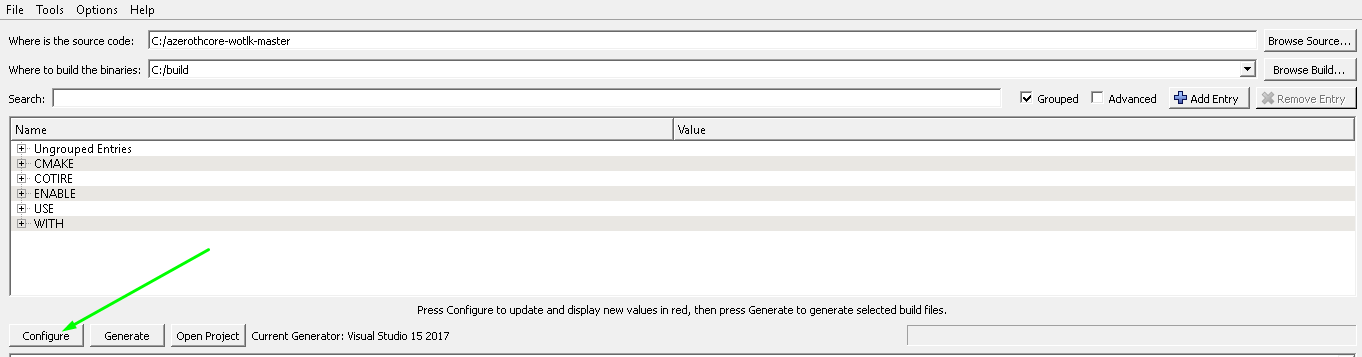 File Tools Options Help
Where is the source code: C:/azerothcore-wotlk-master Browse Source...
Where to build the binaries: C:/build Browse Build...
Search: Grouped Advanced Add Entry Remove Entry
Name Value
Ungrouped Entries
CMAKE
COTIRE
ENABLE
USE
WITH
Press Configure to update and display new values in red, then press Generate to generate selected build files.
Configure Generate Open Project Current Generator: Visual Studio 15 2017